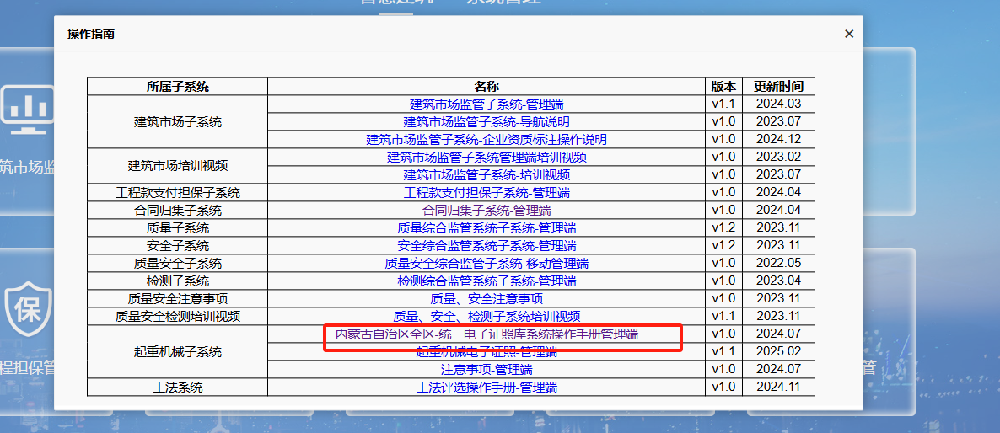 操作指南
所属子系统 名称 版本 更新时间
建筑市场子系统 建筑市场监管子系统-管理端 v1.1 2024.03
建筑市场监管子系统-导航说明 v1.0 2023.07
建筑市场监管子系统-企业资质标注操作说明 v1.0 2024.12
建筑市场培训视频 建筑市场监管子系统管理端培训视频 v1.0 2023.02
建筑市场监管子系统-培训视频 v1.0 2023.07
工程款支付担保子系统 工程款支付担保子系统-管理端 v1.0 2024.04
合同归集子系统 合同归集子系统-管理端 v1.0 2024.04
质量子系统 质量综合监管系统子系统-管理端 v1.2 2023.11
安全子系统 安全综合监管系统子系统-管理端 v1.2 2023.11
质量安全子系统 质量安全综合监管子系统-移动管理端 v1.0 2022.05
检测子系统 检测综合监管系统子系统-管理端 v1.0 2023.04
质量安全注意事项 质量、安全注意事项 v1.0 2023.11
质量安全检测培训视频 质量、安全、检测子系统培训视频 v1.1 2023.11
起重机械子系统 内蒙古自治区全区-统一电子证照库系统操作手册管理端 v1.0 2024.07
起重机械电子证照-管理端 v1.1 2025.02
注意事项-管理端 v1.0 2024.07
工法系统 工法评选操作手册-管理端 v1.0 2024.11
筑市场监
保
程担保管
管